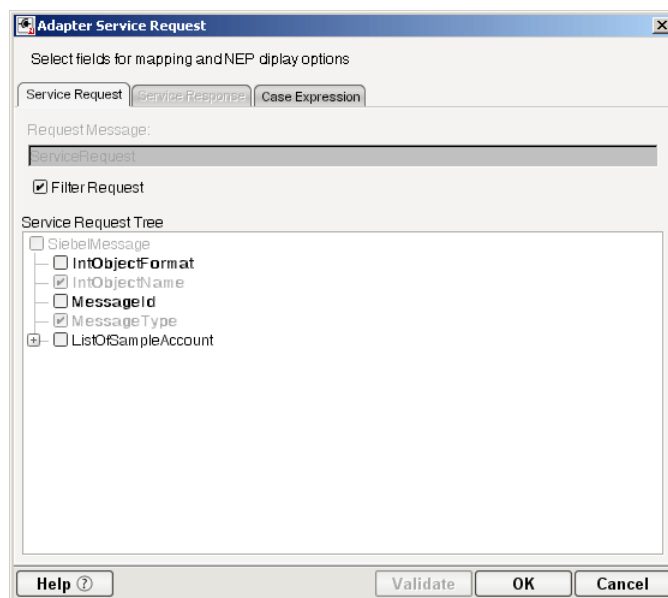 Adapter Service Request
Select fields for mapping and NEP diplay options
Service Request Service Response Case Expression
Request Message:
ServiceRequest
Filter Request
Service Request Tree
SiebelMessage
IntObjectFormat
IntObjectName
MessageId
MessageType
ListOfSampleAccount
Help ? Validate OK Cancel